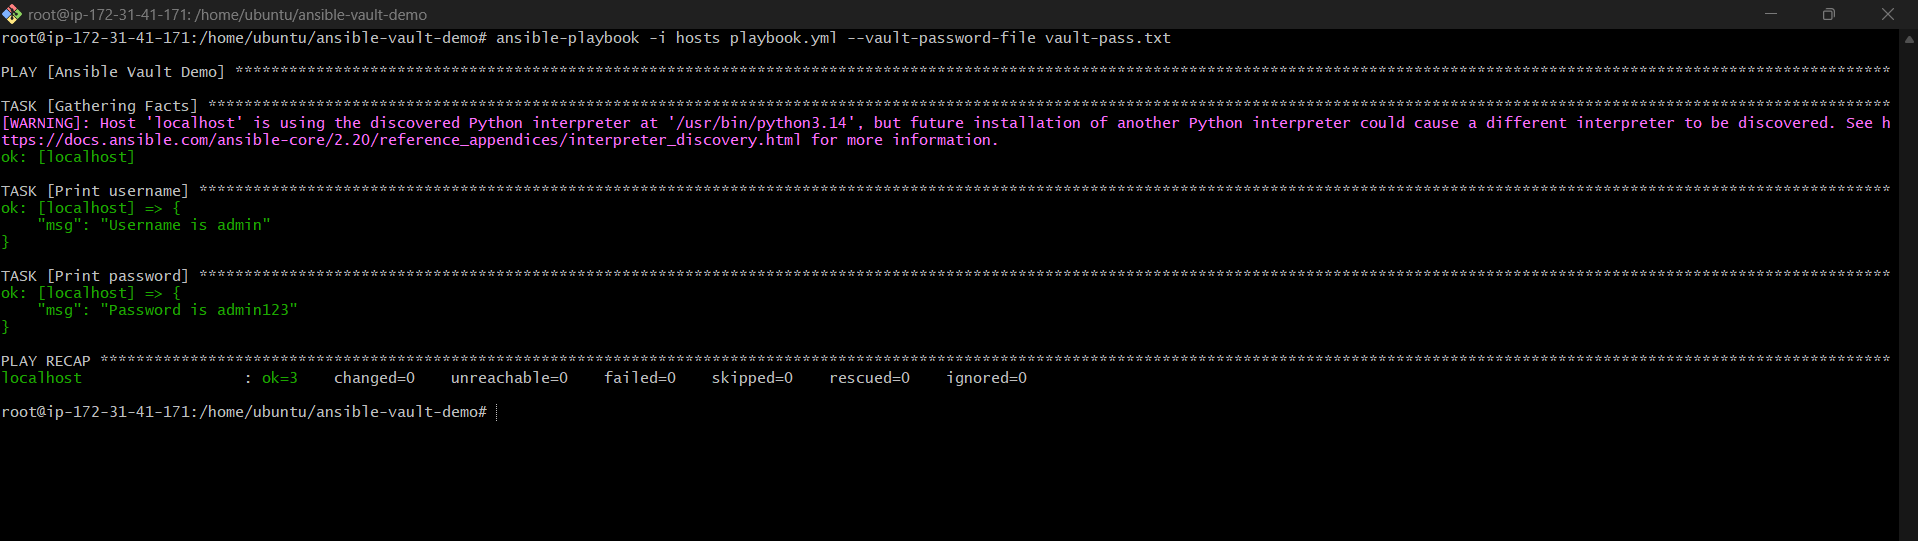 root@ip-172-31-41-171: /home/ubuntu/ansible-vault-demo
root@ip-172-31-41-171:/home/ubuntu/ansible-vault-demo# ansible-playbook -i hosts playbook.yml --vault-password-file vault-pass.txt
PLAY [Ansible Vault Demo] ****************************************************************************************************************************************************************************************
TASK [Gathering Facts] *******************************************************************************************************************************************************************************************
[WARNING]: Host 'localhost' is using the discovered Python interpreter at '/usr/bin/python3.14', but future installation of another Python interpreter could cause a different interpreter to be discovered. See h
ttps://docs.ansible.com/ansible-core/2.20/reference_appendices/interpreter_discovery.html for more information.
ok: [localhost]
TASK [Print username] ********************************************************************************************************************************************************************************************
ok: [localhost] => {
    "msg": "Username is admin"
}
TASK [Print password] ********************************************************************************************************************************************************************************************
ok: [localhost] => {
    "msg": "Password is admin123"
}
PLAY RECAP *******************************************************************************************************************************************************************************************************
localhost                  : ok=3    changed=0    unreachable=0    failed=0    skipped=0    rescued=0    ignored=0
root@ip-172-31-41-171:/home/ubuntu/ansible-vault-demo#